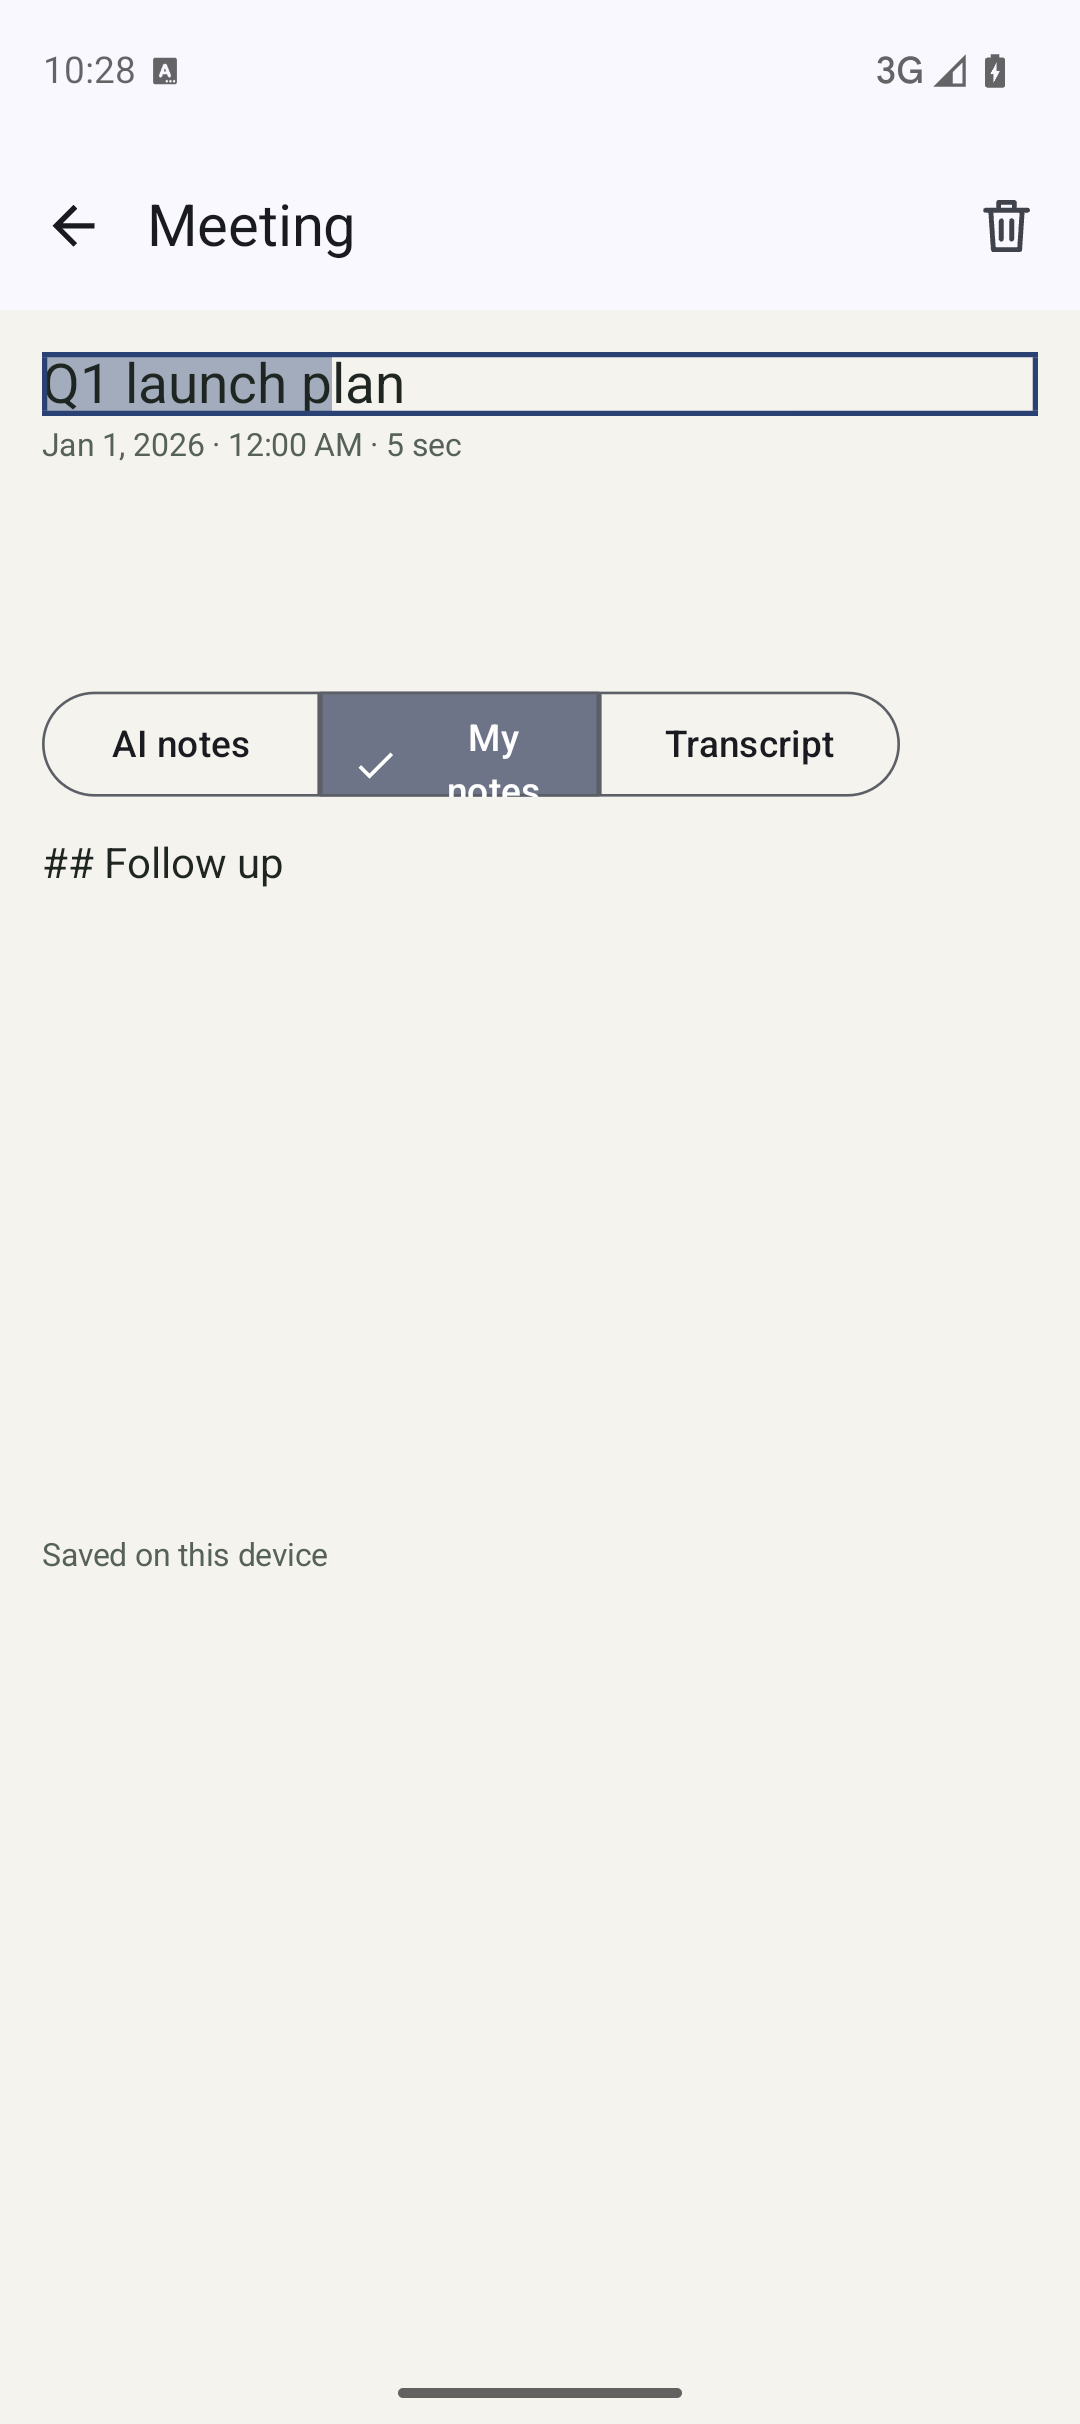 10:28
3G
Meeting
Q1 launch plan
Jan 1, 2026 · 12:00 AM · 5 sec
AI notes
My
notes
Transcript
## Follow up
Saved on this device